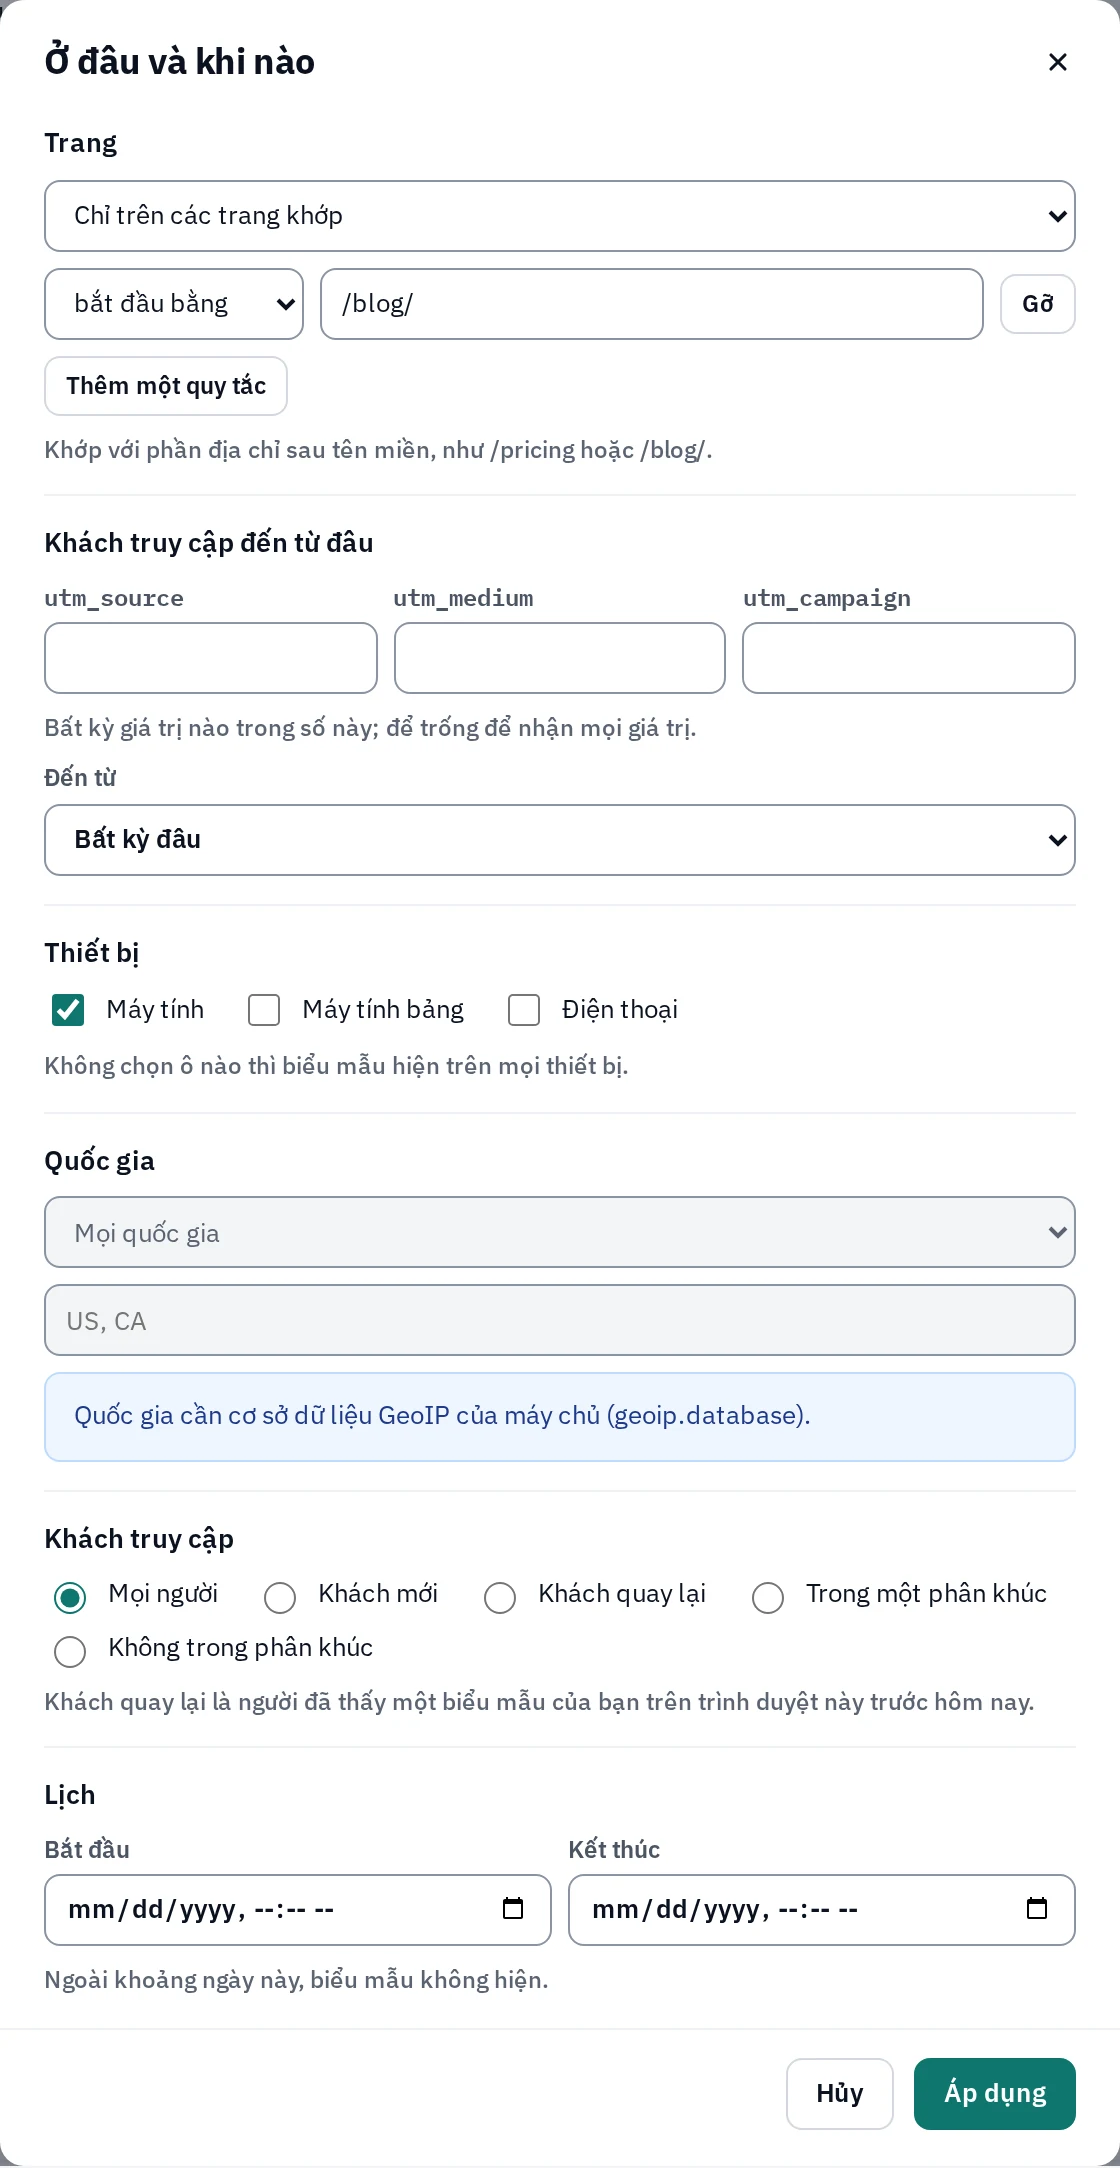 Ở đâu và khi nào
Trang
Chỉ trên các trang khớp
bắt đầu bằng
/blog/
Gỡ
Thêm một quy tắc
Khớp với phần địa chỉ sau tên miền, như /pricing hoặc /blog/.
Khách truy cập đến từ đâu
utm_source utm_medium utm_campaign
Bất kỳ giá trị nào trong số này; để trống để nhận mọi giá trị.
Đến từ
Bất kỳ đâu
Thiết bị
Máy tính Máy tính bảng Điện thoại
Không chọn ô nào thì biểu mẫu hiện trên mọi thiết bị.
Quốc gia
Mọi quốc gia
US, CA
Quốc gia cần cơ sở dữ liệu GeoIP của máy chủ (geoip.database).
Khách truy cập
Mọi người Khách mới Khách quay lại Trong một phân khúc
Không trong phân khúc
Khách quay lại là người đã thấy một biểu mẫu của bạn trên trình duyệt này trước hôm nay.
Lịch
Bắt đầu Kết thúc
mm/dd/yyyy, --:-- -- mm/dd/yyyy, --:-- --
Ngoài khoảng ngày này, biểu mẫu không hiện.
Hủy Áp dụng